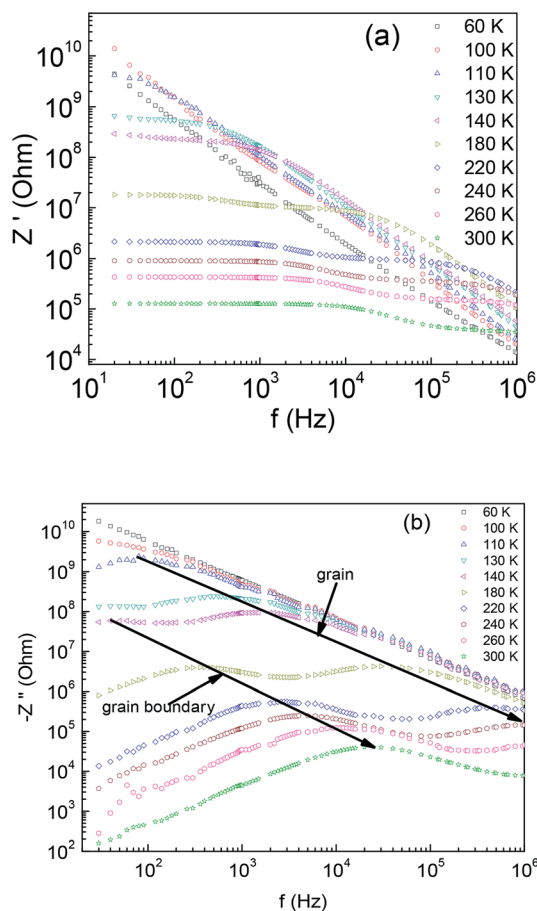 (a)
60 K
100 K
110 K
130 K
140 K
180 K
220 K
240 K
260 K
300 K
10^10
10^9
10^8
10^7
10^6
10^5
10^4
Z ' (Ohm)
10^1 10^2 10^3 10^4 10^5 10^6
f (Hz)
(b)
60 K
100 K
110 K
130 K
140 K
180 K
220 K
240 K
260 K
300 K
grain
grain boundary
10^10
10^9
10^8
10^7
10^6
10^5
10^4
10^3
10^2
-Z'' (Ohm)
10^2 10^3 10^4 10^5 10^6
f (Hz)